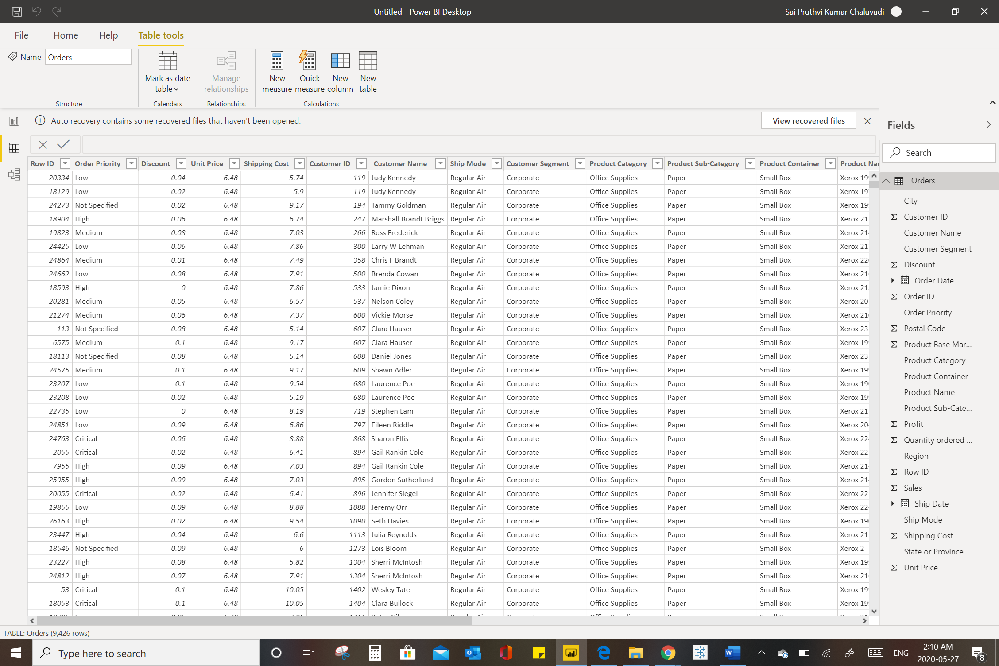 Untitled - Power BI Desktop
Sai Pruthvi Kumar Chaluvadi
File Home Help Table tools
Name Orders
Mark as date table
Manage relationships
New measure
Quick measure
New column
New table
Structure Calendars Relationships Calculations
Auto recovery contains some recovered files that haven't been opened.
View recovered files
Row ID Order Priority Discount Unit Price Shipping Cost Customer ID Customer Name Ship Mode Customer Segment Product Category Product Sub-Category Product Container Product
20334 Low 0.04 6.48 5.74 119 Judy Kennedy Regular Air Corporate Office Supplies Paper Small Box Xerox
18129 Low 0.02 6.48 5.9 119 Judy Kennedy Regular Air Corporate Office Supplies Paper Small Box Xerox
24273 Not Specified 0.02 6.48 9.17 194 Tammy Goldman Regular Air Corporate Office Supplies Paper Small Box Xerox
18904 High 0.06 6.48 6.74 247 Marshall Brandt Briggs Regular Air Corporate Office Supplies Paper Small Box Xerox
19823 Medium 0.08 6.48 7.03 266 Ross Frederick Regular Air Corporate Office Supplies Paper Small Box Xerox
24425 Low 0.06 6.48 7.86 300 Larry W Lehman Regular Air Corporate Office Supplies Paper Small Box Xerox
24864 Medium 0.01 6.48 7.49 358 Chris F Brandt Regular Air Corporate Office Supplies Paper Small Box Xerox
24662 Low 0.08 6.48 7.91 500 Brenda Cowan Regular Air Corporate Office Supplies Paper Small Box Xerox
18593 High 0 6.48 7.86 533 Jamie Dixon Regular Air Corporate Office Supplies Paper Small Box Xerox
20281 Medium 0.05 6.48 6.57 537 Nelson Coley Regular Air Corporate Office Supplies Paper Small Box Xerox 20
21274 Medium 0.06 6.48 7.37 600 Vickie Morse Regular Air Corporate Office Supplies Paper Small Box Xerox
113 Not Specified 0.08 6.48 5.14 607 Clara Hauser Regular Air Corporate Office Supplies Paper Small Box Xerox 23
6575 Medium 0.1 6.48 9.17 607 Clara Hauser Regular Air Corporate Office Supplies Paper Small Box Xerox
18113 Not Specified 0.08 6.48 5.14 608 Daniel Jones Regular Air Corporate Office Supplies Paper Small Box Xerox 23
24575 Medium 0.1 6.48 9.17 609 Shawn Adler Regular Air Corporate Office Supplies Paper Small Box Xerox
23207 Low 0.1 6.48 9.54 680 Laurence Poe Regular Air Corporate Office Supplies Paper Small Box Xerox
23208 Low 0.02 6.48 5.19 680 Laurence Poe Regular Air Corporate Office Supplies Paper Small Box Xerox
22735 Low 0 6.48 8.19 719 Stephen Lam Regular Air Corporate Office Supplies Paper Small Box Xerox
24851 Low 0.09 6.48 6.86 797 Eileen Riddle Regular Air Corporate Office Supplies Paper Small Box Xerox
24763 Critical 0.06 6.48 8.88 868 Sharon Ellis Regular Air Corporate Office Supplies Paper Small Box Xerox
2055 Critical 0.02 6.48 6.41 894 Gail Rankin Cole Regular Air Corporate Office Supplies Paper Small Box Xerox
7955 High 0.09 6.48 7.03 894 Gail Rankin Cole Regular Air Corporate Office Supplies Paper Small Box Xerox
25955 High 0.09 6.48 7.03 895 Gordon Sutherland Regular Air Corporate Office Supplies Paper Small Box Xerox
20055 Critical 0.02 6.48 6.41 896 Jennifer Siegel Regular Air Corporate Office Supplies Paper Small Box Xerox
19855 Low 0.09 6.48 8.88 1088 Jeremy Orr Regular Air Corporate Office Supplies Paper Small Box Xerox
26163 High 0.02 6.48 9.54 1090 Seth Davies Regular Air Corporate Office Supplies Paper Small Box Xerox
23447 High 0.04 6.48 6.6 1113 Julia Reynolds Regular Air Corporate Office Supplies Paper Small Box Xerox 21
18546 Not Specified 0.09 6.48 6 1273 Lois Bloom Regular Air Corporate Office Supplies Paper Small Box Xerox 2
23227 High 0.08 6.48 5.82 1304 Sherri McIntosh Regular Air Corporate Office Supplies Paper Small Box Xerox
24812 High 0.07 6.48 7.91 1304 Sherri McIntosh Regular Air Corporate Office Supplies Paper Small Box Xerox
53 Critical 0.1 6.48 10.05 1402 Wesley Tate Regular Air Corporate Office Supplies Paper Small Box Xerox
18053 Critical 0.1 6.48 10.05 1404 Clara Bullock Regular Air Corporate Office Supplies Paper Small Box Xerox
Fields
Search
Orders
City
Customer ID
Customer Name
Customer Segment
Discount
Order Date
Order ID
Order Priority
Postal Code
Product Base Mar...
Product Category
Product Container
Product Name
Product Sub-Cate...
Profit
Quantity ordered ...
Region
Row ID
Sales
Ship Date
Ship Mode
Shipping Cost
State or Province
Unit Price
TABLE: Orders (9,426 rows)
Type here to search
ENG
2:10 AM
2020-05-27
8